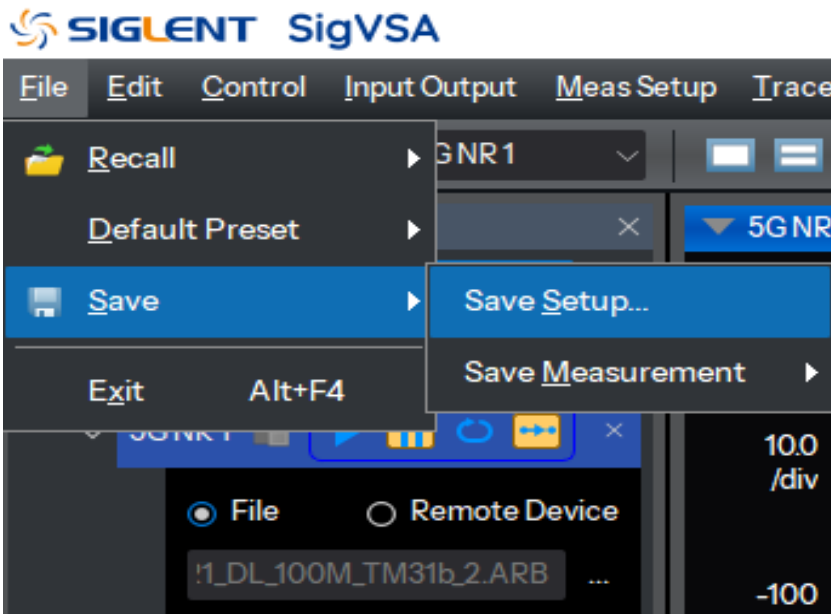 SIGLENT SigVSA
File Edit Control Input Output Meas Setup Trace
Recall
GNR1
Default Preset
5G NR
Save
Save Setup...
Exit Alt+F4
Save Measurement
5GNR1
10.0
/div
File Remote Device
1_DL_100M_TM31b_2.ARB ...
-100